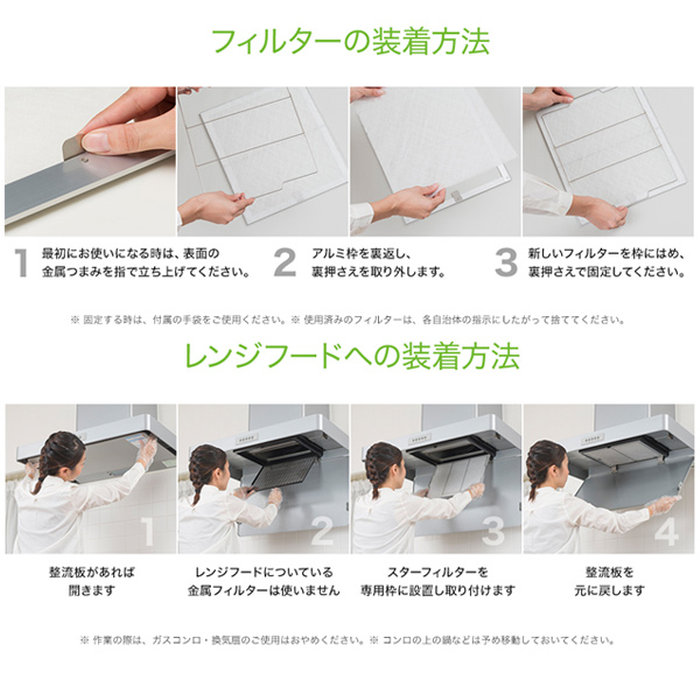 フィルターの装着方法
1
最初にお使いになる時は、表面の
金属つまみを指で立ち上げてください。
2
アルミ枠を裏返し、
裏押さえを取り外します。
3
新しいフィルターを枠にはめ、
裏押さえで固定してください。
※ 固定する時は、付属の手袋をご使用ください。※ 使用済みのフィルターは、各自治体の指示にしたがって捨ててください。
レンジフードへの装着方法
1
整流板があれば
開きます
2
レンジフードについている
金属フィルターは使いません
3
スターフィルターを
専用枠に設置し取り付けます
4
整流板を
元に戻します
※ 作業の際は、ガスコンロ・換気扇のご使用はおやめください。※ コンロの上の鍋などは予め移動しておいてください。